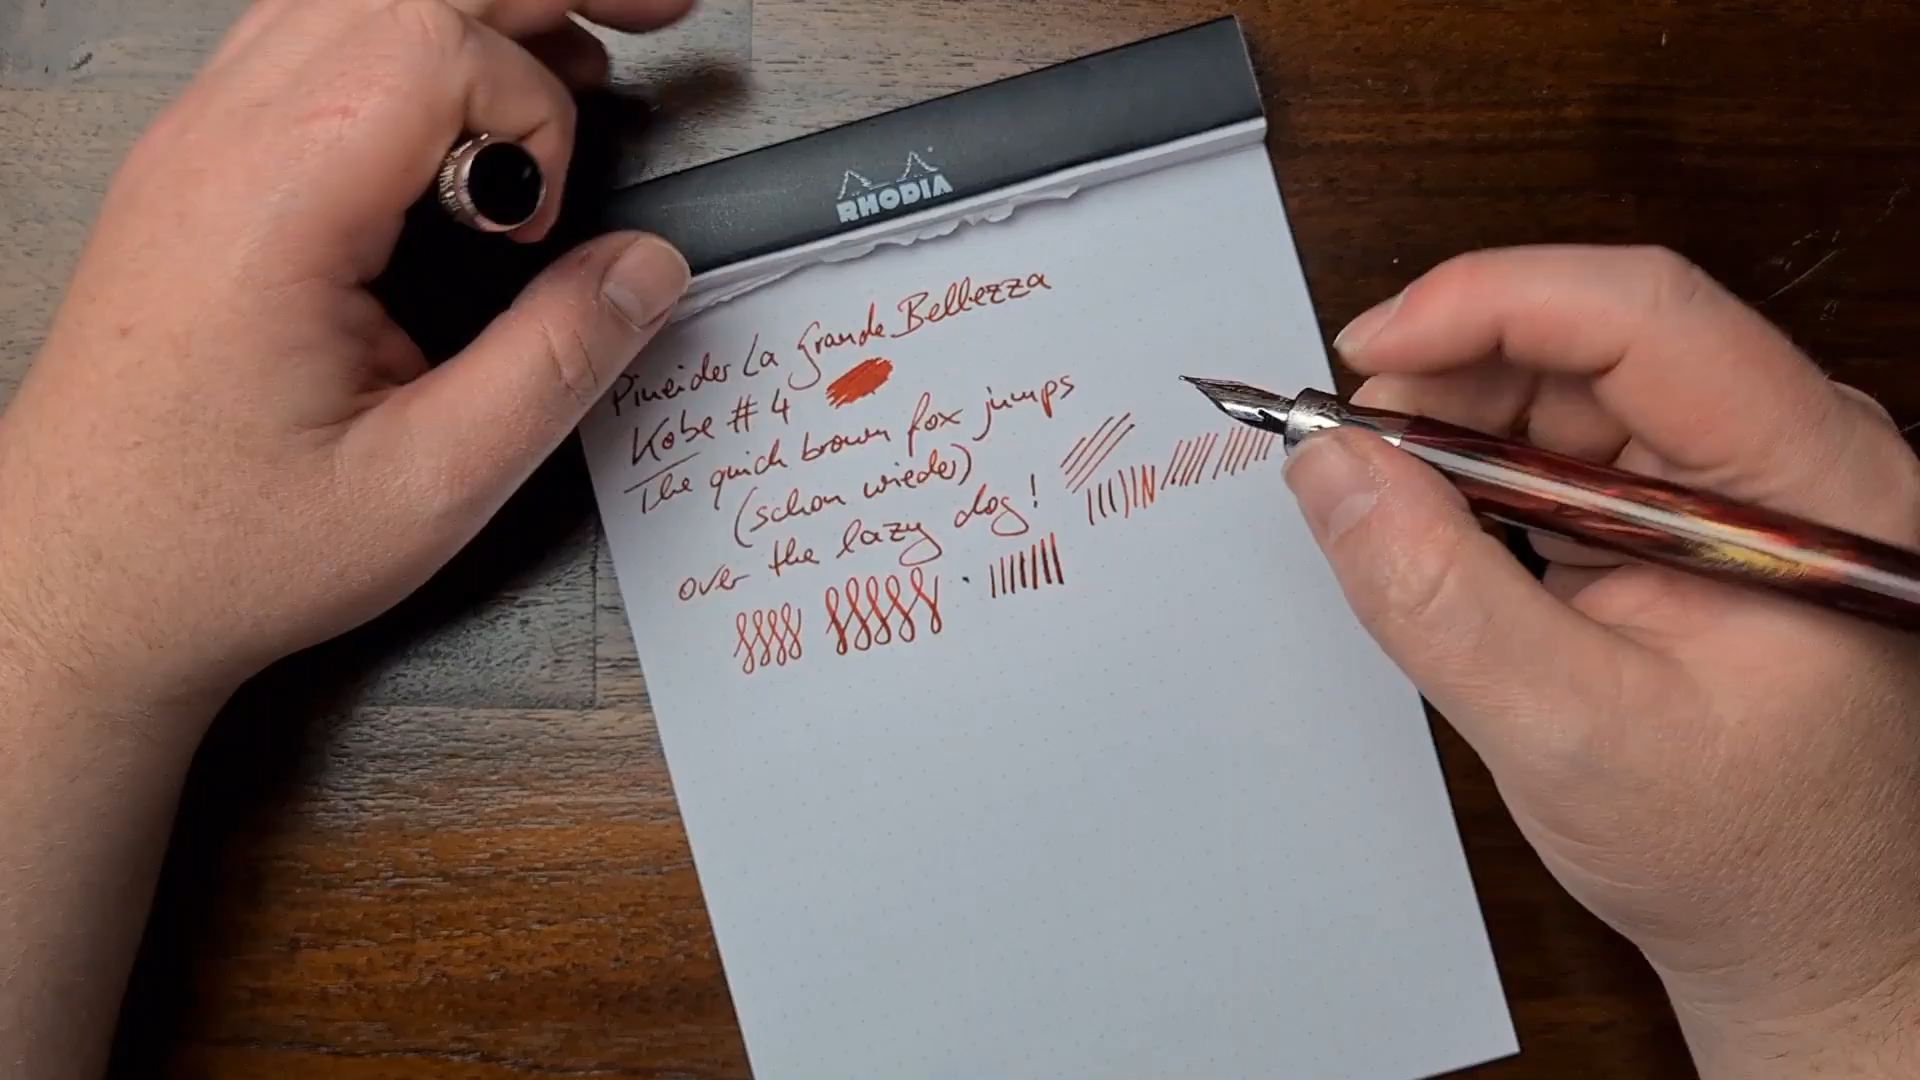 RHODIA
Pineider La Grande Bellezza
Kobe # 4
The quick brown fox jumps
(schon wieder)
over the lazy dog!